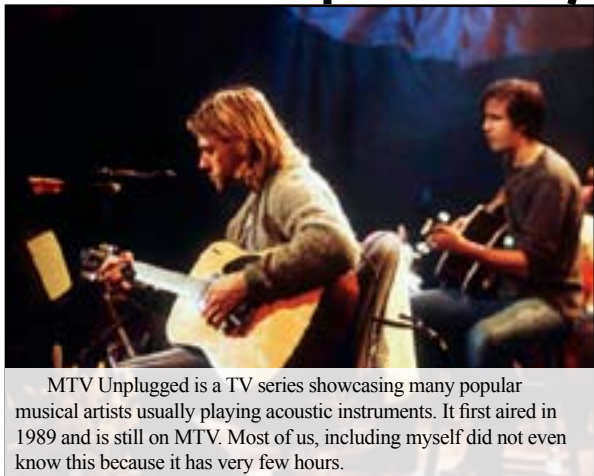 MTV Unplugged is a TV series showcasing many popular
musical artists usually playing acoustic instruments. It first aired in
1989 and is still on MTV. Most of us, including myself did not even
know this because it has very few hours.